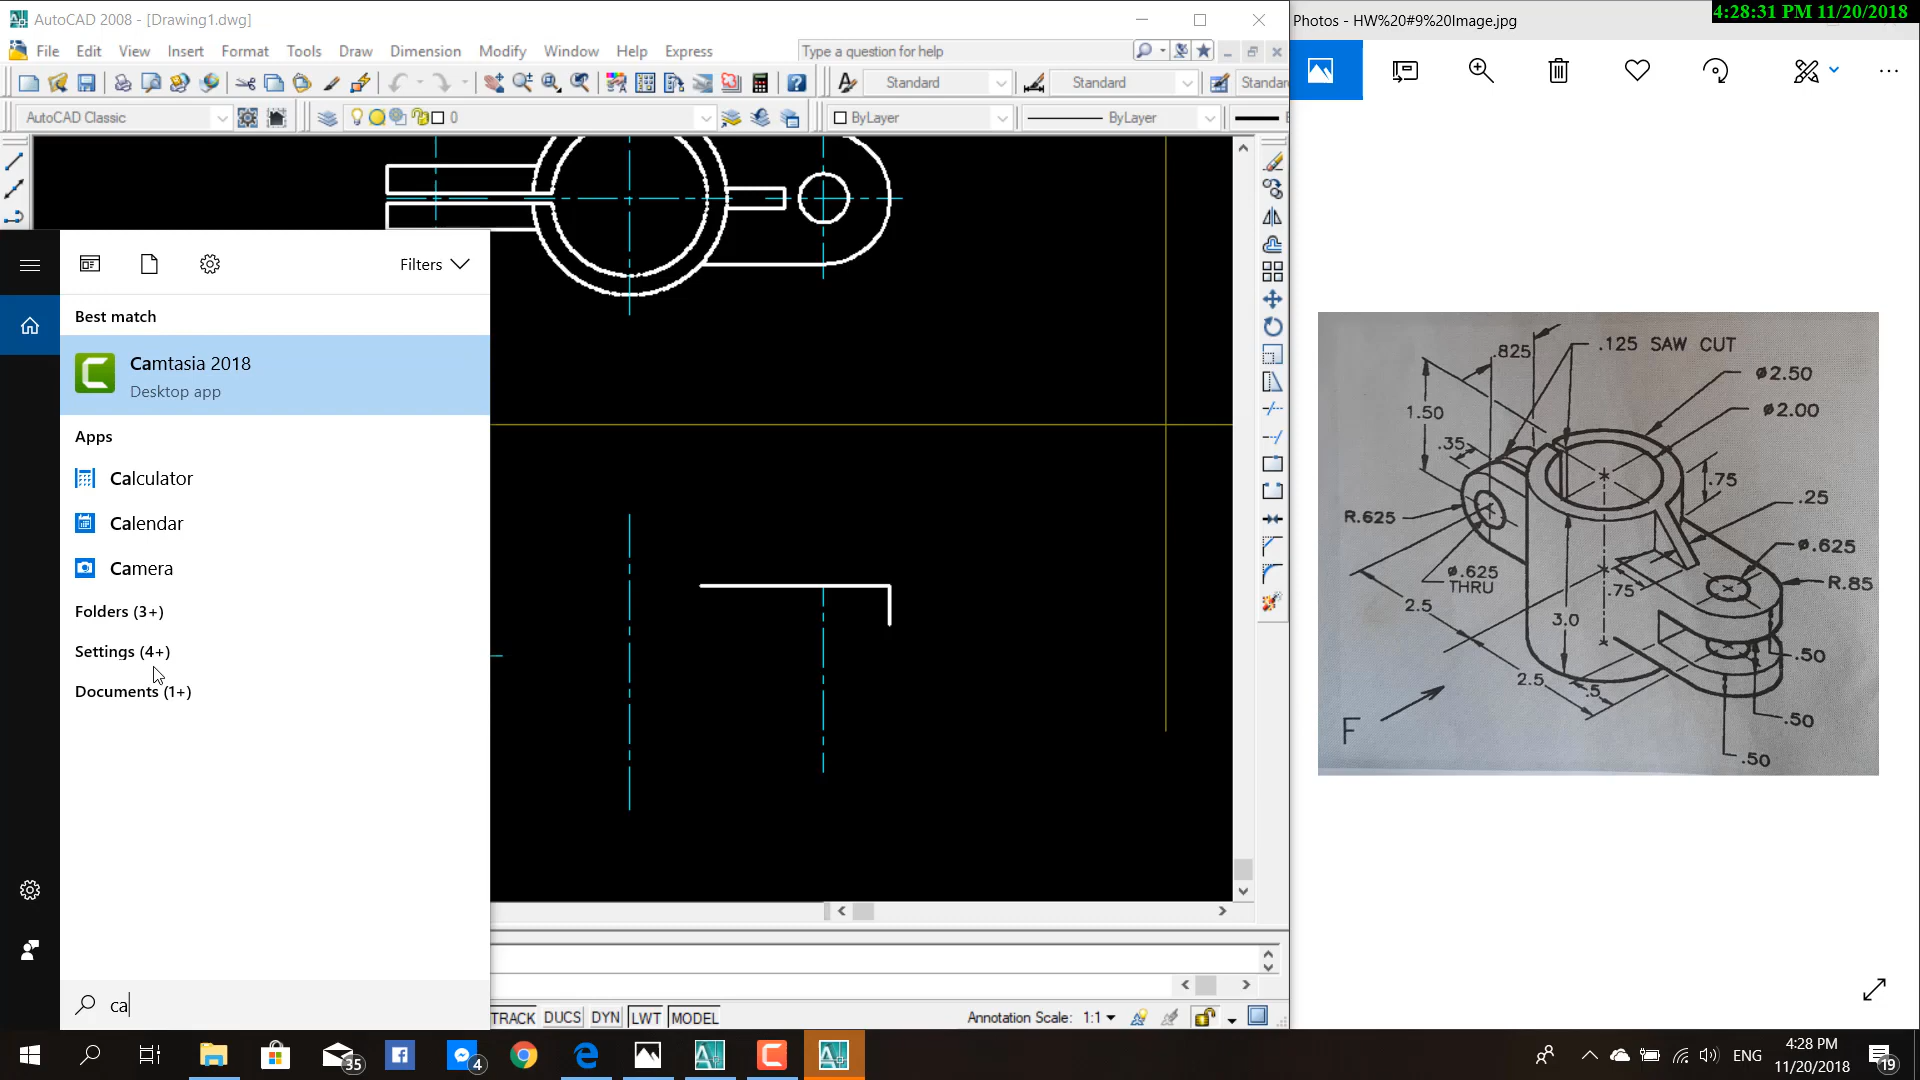 AutoCAD 2008 - [Drawing1.dwg]
File Edit View Insert Format Tools Draw Dimension Modify Window Help Express
Type a question for help
Standard
Standard
Standar
AutoCAD Classic
0
ByLayer
ByLayer
Photos - HW%20#9%20Image.jpg
4:28:31 PM 11/20/2018
Filters
Best match
Camtasia 2018
Desktop app
Apps
Calculator
Calendar
Camera
Folders (3+)
Settings (4+)
Documents (1+)
ca
.825
.125 SAW CUT
ø2.50
1.50
ø2.00
.35
.75
.25
R.625
ø.625
ø.625
THRU
R.85
.75
2.5
3.0
.50
2.5
.5
.50
F
.50
TRACK DUCS DYN LWT MODEL
Annotation Scale: 1:1
35
4
ENG
4:28 PM
11/20/2018
19